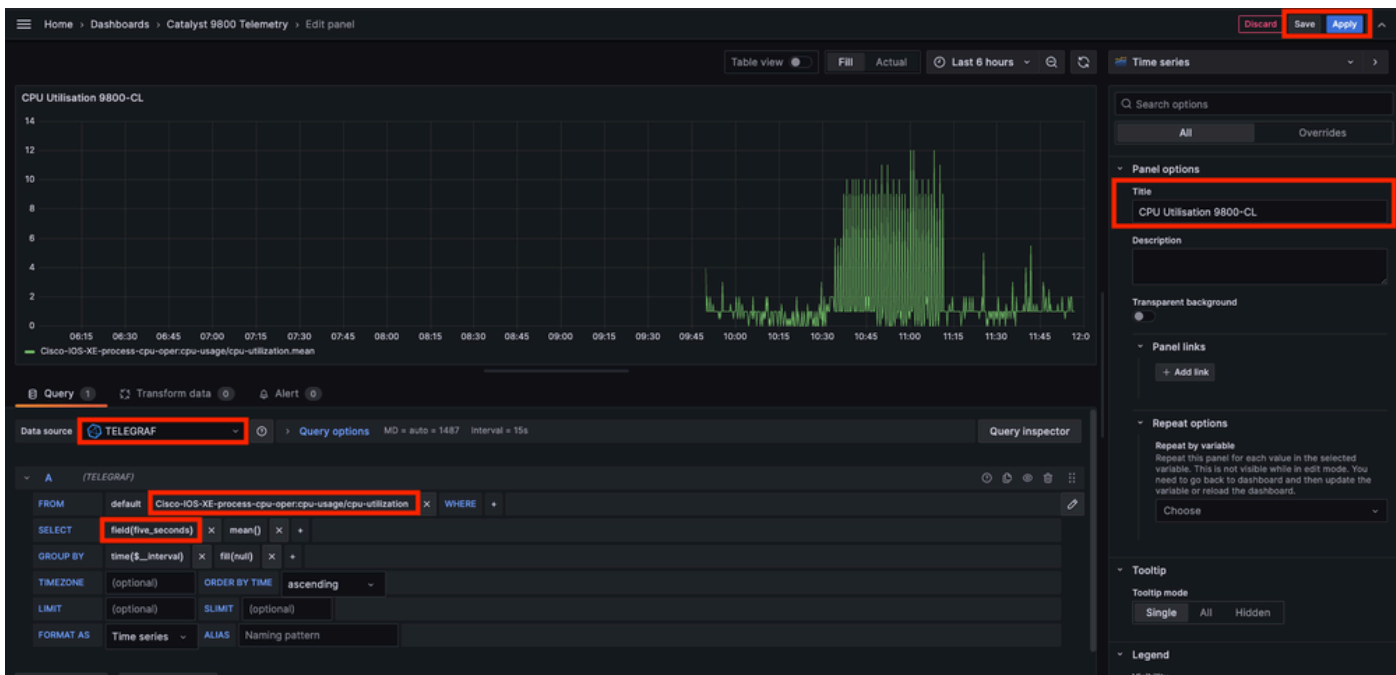 Home › Dashboards › Catalyst 9800 Telemetry › Edit panel
Discard Save Apply
Table view Fill Actual Last 6 hours
Time series
CPU Utilisation 9800-CL
14
12
10
8
6
4
2
0
06:15 06:30 06:45 07:00 07:15 07:30 07:45 08:00 08:15 08:30 08:45 09:00 09:15 09:30 09:45 10:00 10:15 10:30 10:45 11:00 11:15 11:30 11:45 12:0
Cisco-IOS-XE-process-cpu-oper:cpu-usage/cpu-utilization.mean
Query 1 Transform data 0 Alert 0
Data source TELEGRAF › Query options MD = auto = 1487 Interval = 15s Query inspector
A (TELEGRAF)
FROM default Cisco-IOS-XE-process-cpu-oper:cpu-usage/cpu-utilization × WHERE +
SELECT field(five_seconds) × mean() × +
GROUP BY time($__interval) × fill(null) × +
TIMEZONE (optional) ORDER BY TIME ascending
LIMIT (optional) SLIMIT (optional)
FORMAT AS Time series ALIAS Naming pattern
Search options
All Overrides
Panel options
Title
CPU Utilisation 9800-CL
Description
Transparent background
Panel links
+ Add link
Repeat options
Repeat by variable
Repeat this panel for each value in the selected
variable. This is not visible while in edit mode. You
need to go back to dashboard and then update the
variable or reload the dashboard.
Choose
Tooltip
Tooltip mode
Single All Hidden
Legend